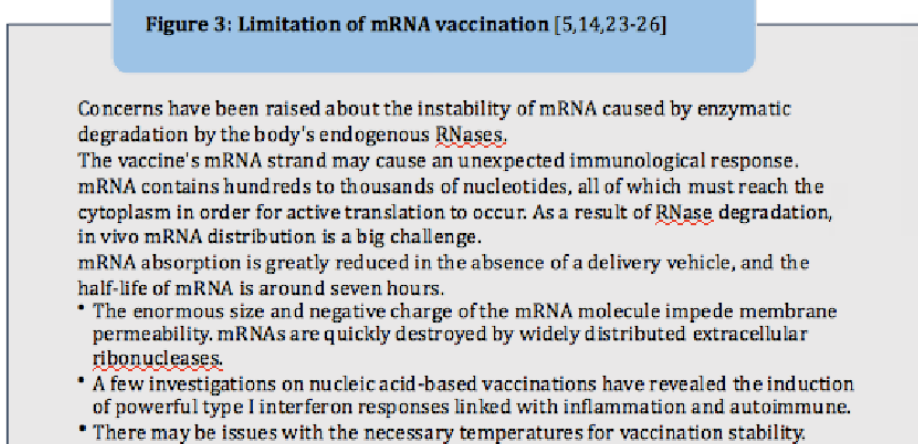 Figure 3: Limitation of mRNA vaccination [5,14,23-26]
Concerns have been raised about the instability of mRNA caused by enzymatic
degradation by the body's endogenous RNases.
The vaccine's mRNA strand may cause an unexpected immunological response.
mRNA contains hundreds to thousands of nucleotides, all of which must reach the
cytoplasm in order for active translation to occur. As a result of RNase degradation,
in vivo mRNA distribution is a big challenge.
mRNA absorption is greatly reduced in the absence of a delivery vehicle, and the
half-life of mRNA is around seven hours.
• The enormous size and negative charge of the mRNA molecule impede membrane
permeability. mRNAs are quickly destroyed by widely distributed extracellular
ribonucleases.
• A few investigations on nucleic acid-based vaccinations have revealed the induction
of powerful type I interferon responses linked with inflammation and autoimmune.
• There may be issues with the necessary temperatures for vaccination stability.